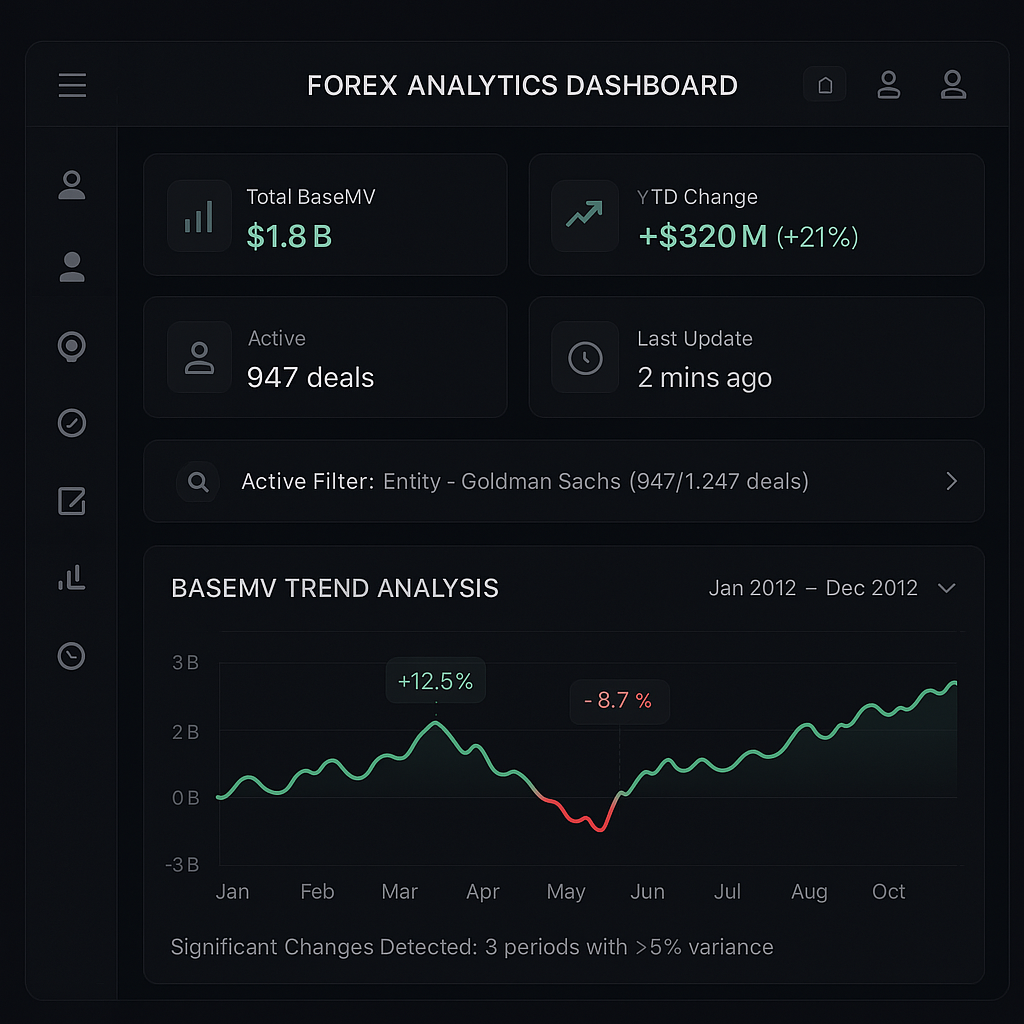 FOREX ANALYTICS DASHBOARD
Total BaseMV
$1.8 B
YTD Change
+$320 M (+21%)
Active
947 deals
Last Update
2 mins ago
Active Filter: Entity - Goldman Sachs (947/1.247 deals)
BASEMV TREND ANALYSIS
Jan 2012 – Dec 2012
3 B
+12.5%
- 8.7 %
2 B
0 B
-3 B
Jan Feb Mar Apr May Jun Jul Aug Oct
Significant Changes Detected: 3 periods with >5% variance